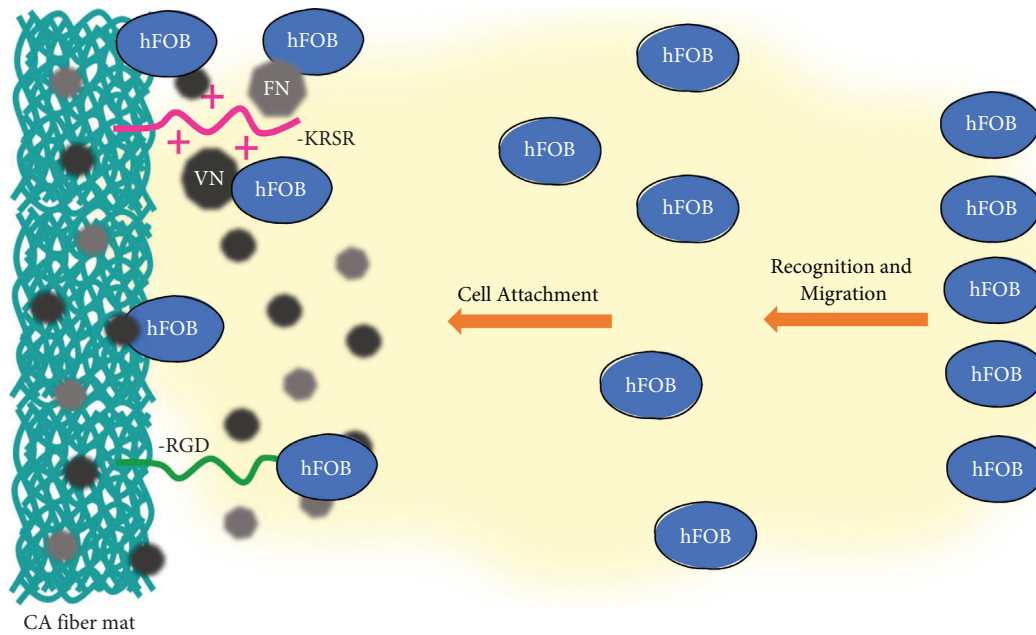 hFOB
hFOB
hFOB
FN
hFOB
-KRSR
hFOB
VN
hFOB
hFOB
hFOB
Recognition and
Migration
Cell Attachment
hFOB
hFOB
hFOB
hFOB
-RGD
hFOB
hFOB
hFOB
CA fiber mat